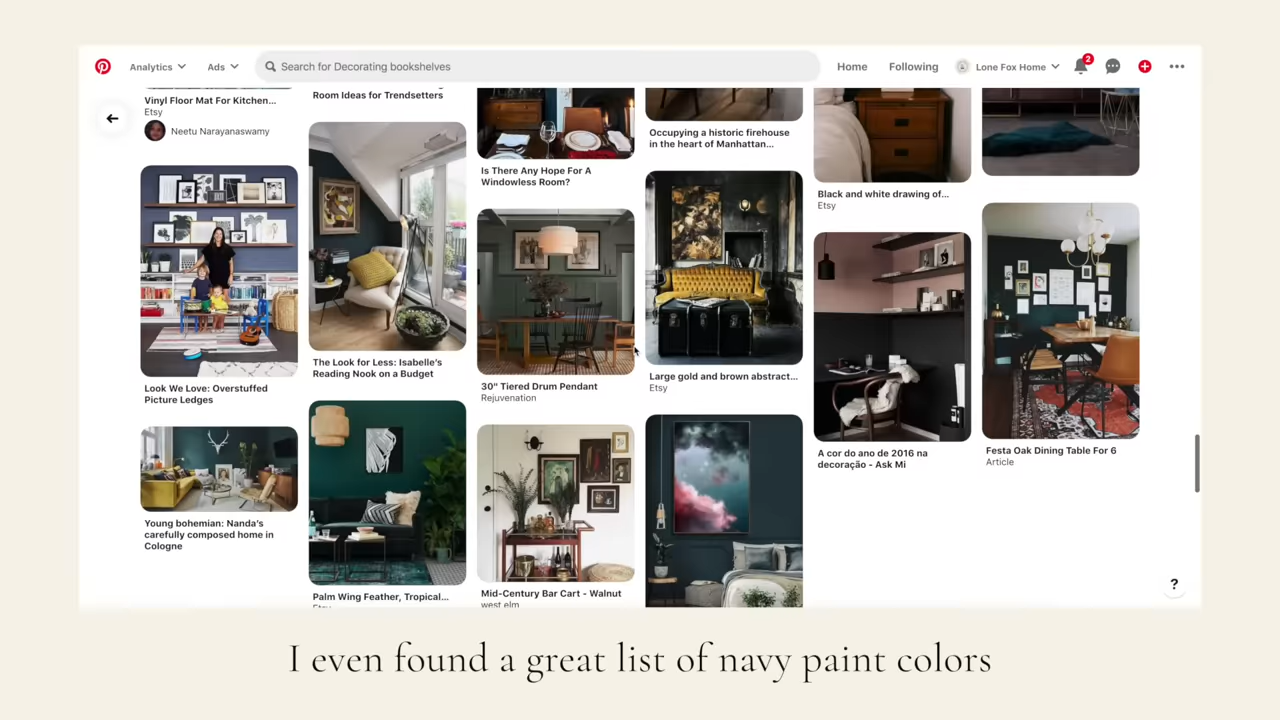 Analytics
Ads
Search for Decorating bookshelves
Home
Following
Lone Fox Home
2
Vinyl Floor Mat For Kitchen...
Etsy
Neetu Narayanaswamy
Look We Love: Overstuffed
Picture Ledges
Young bohemian: Nanda's
carefully composed home in
Cologne
Room Ideas for Trendsetters
The Look for Less: Isabelle's
Reading Nook on a Budget
Palm Wing Feather, Tropical...
Is There Any Hope For A
Windowless Room?
30" Tiered Drum Pendant
Rejuvenation
Mid-Century Bar Cart - Walnut
west elm
Occupying a historic firehouse
in the heart of Manhattan...
Large gold and brown abstract...
Etsy
Black and white drawing of...
Etsy
A cor do ano de 2016 na
decoração - Ask Mi
Festa Oak Dining Table For 6
Article
?
I even found a great list of navy paint colors